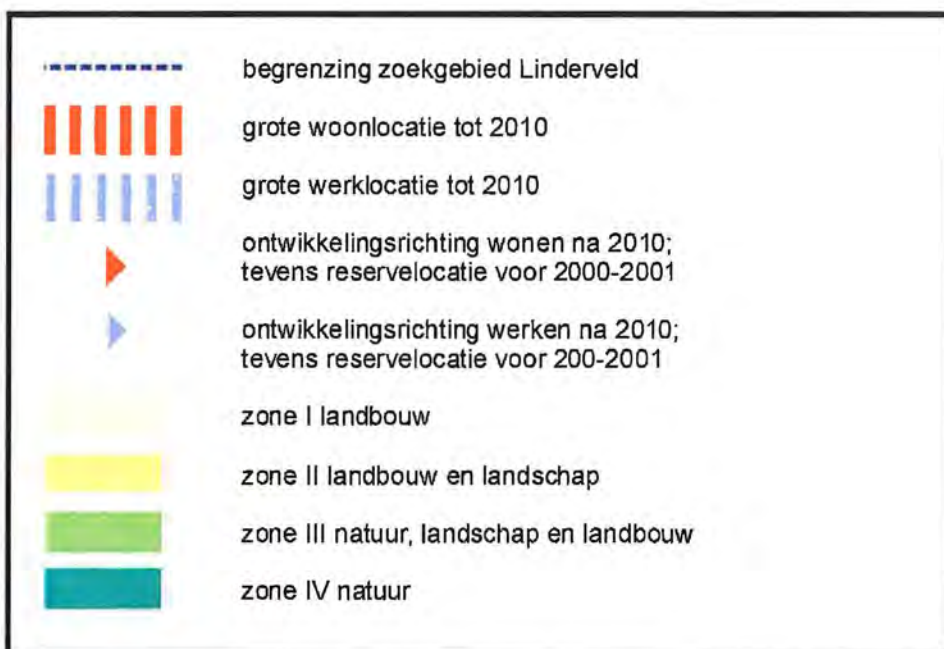 begrenzing zoekgebied Linderveld
grote woonlocatie tot 2010
grote werklocatie tot 2010
ontwikkelingsrichting wonen na 2010;
tevens reservelocatie voor 2000-2001
ontwikkelingsrichting werken na 2010;
tevens reservelocatie voor 200-2001
zone I landbouw
zone II landbouw en landschap
zone III natuur, landschap en landbouw
zone IV natuur